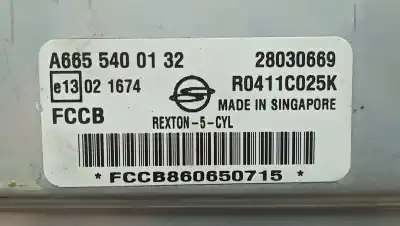 A665 540 01 32 28030669
e13 02 1674 R0411C025K
FCCB MADE IN SINGAPORE
REXTON-5-CYL
* FCCB860650715 *